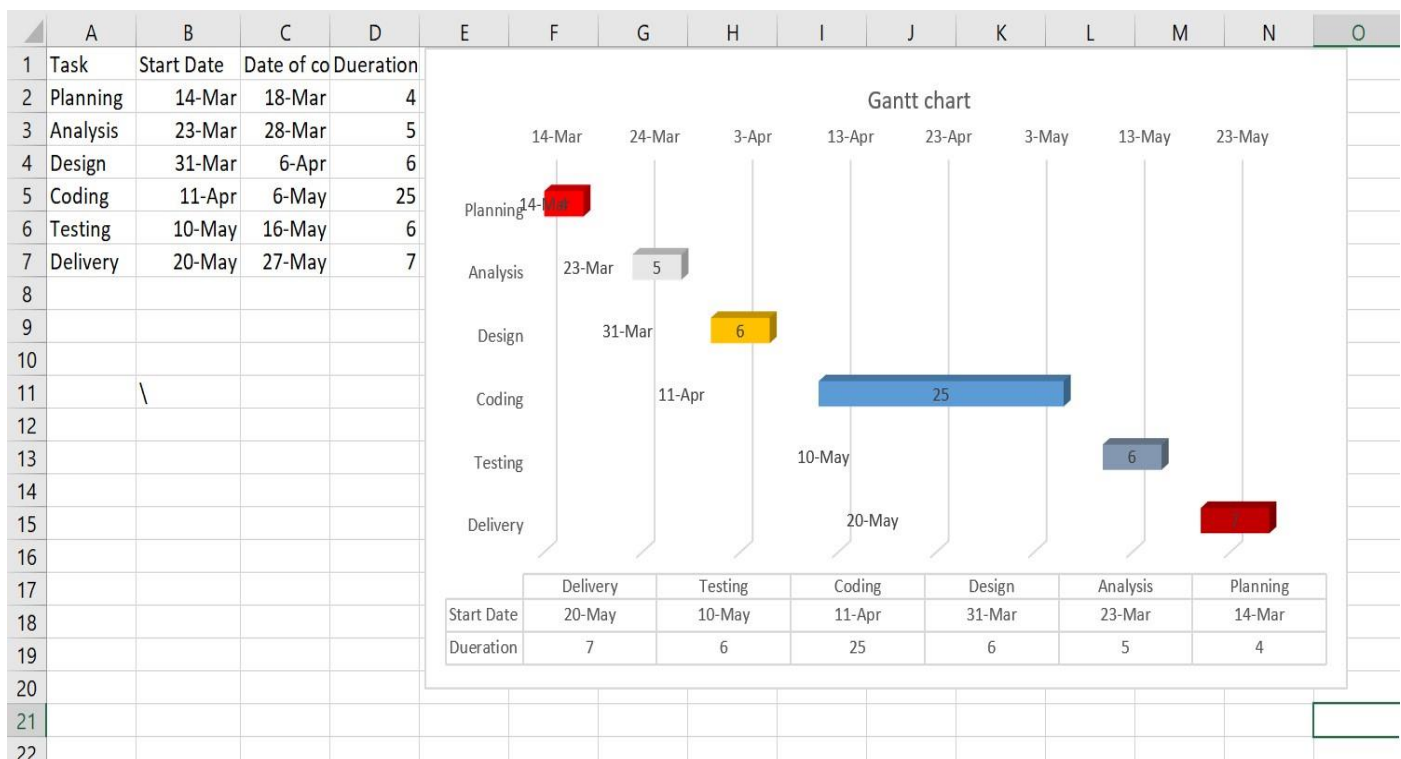 A B C D E F G H I J K L M N O
1 Task Start Date Date of co Dueration
2 Planning 14-Mar 18-Mar 4
3 Analysis 23-Mar 28-Mar 5
4 Design 31-Mar 6-Apr 6
5 Coding 11-Apr 6-May 25
6 Testing 10-May 16-May 6
7 Delivery 20-May 27-May 7
8
9
10
11 \
12
13
14
15
16
17
18
19
20
21
22
Gantt chart
14-Mar 24-Mar 3-Apr 13-Apr 23-Apr 3-May 13-May 23-May
Planning 14-Mar
Analysis 23-Mar 5
Design 31-Mar 6
Coding 11-Apr 25
Testing 10-May 6
Delivery 20-May 7
Delivery Testing Coding Design Analysis Planning
Start Date 20-May 10-May 11-Apr 31-Mar 23-Mar 14-Mar
Dueration 7 6 25 6 5 4